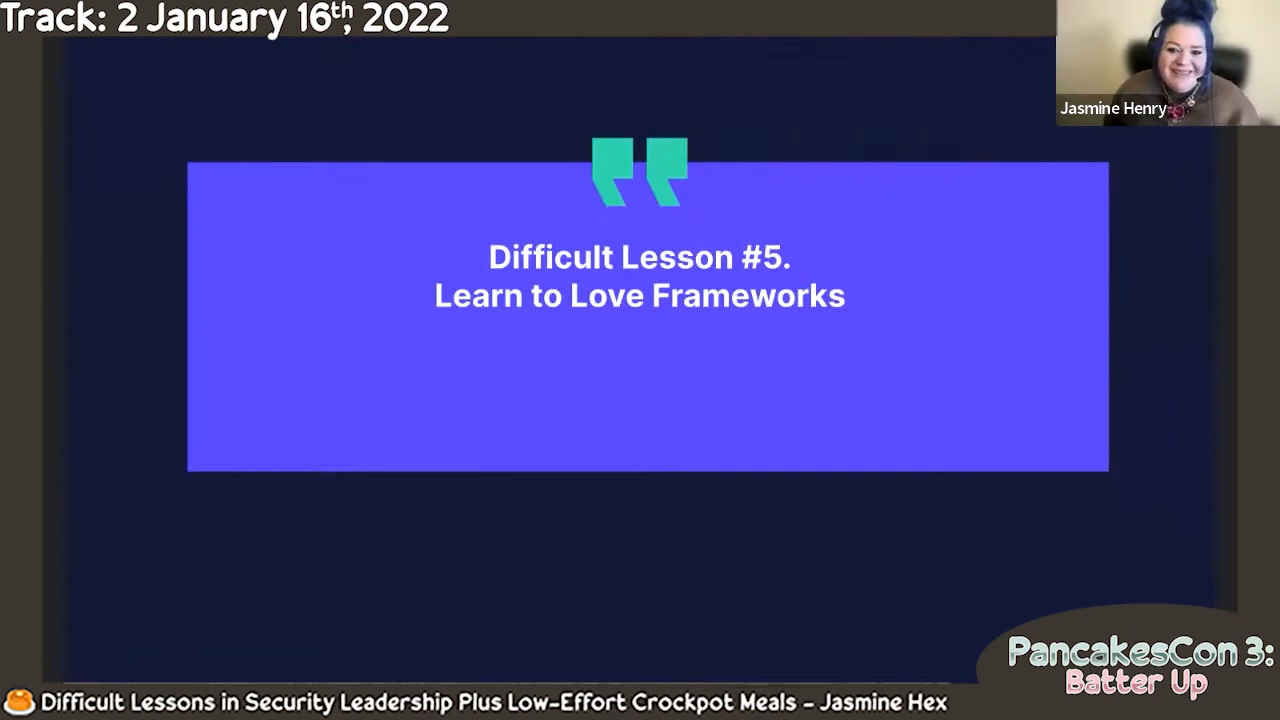 Track: 2 January 16th, 2022
Jasmine Henry
Difficult Lesson #5.
Learn to Love Frameworks
PancakesCon 3:
Batter Up
Difficult Lessons in Security Leadership Plus Low-Effort Crockpot Meals - Jasmine Hex